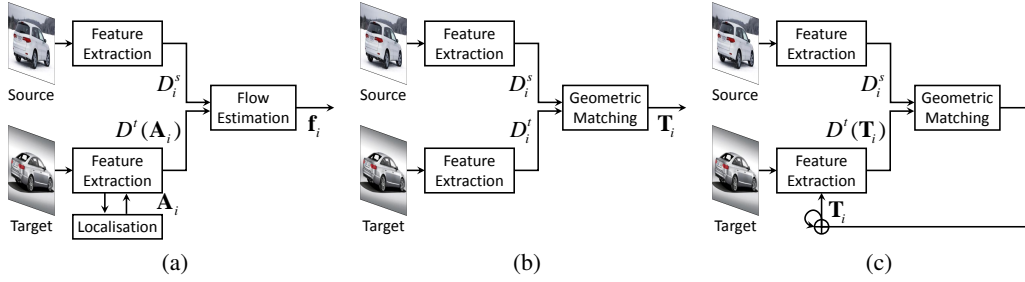 Source
Feature
Extraction
D_i^s
Flow
Estimation
f_i
D^t(A_i)
Feature
Extraction
A_i
Target
Localisation
(a)
Source
Feature
Extraction
D_i^s
Geometric
Matching
T_i
D_i^t
Feature
Extraction
Target
(b)
Source
Feature
Extraction
D_i^s
Geometric
Matching
D^t(T_i)
Feature
Extraction
T_i
Target
(c)